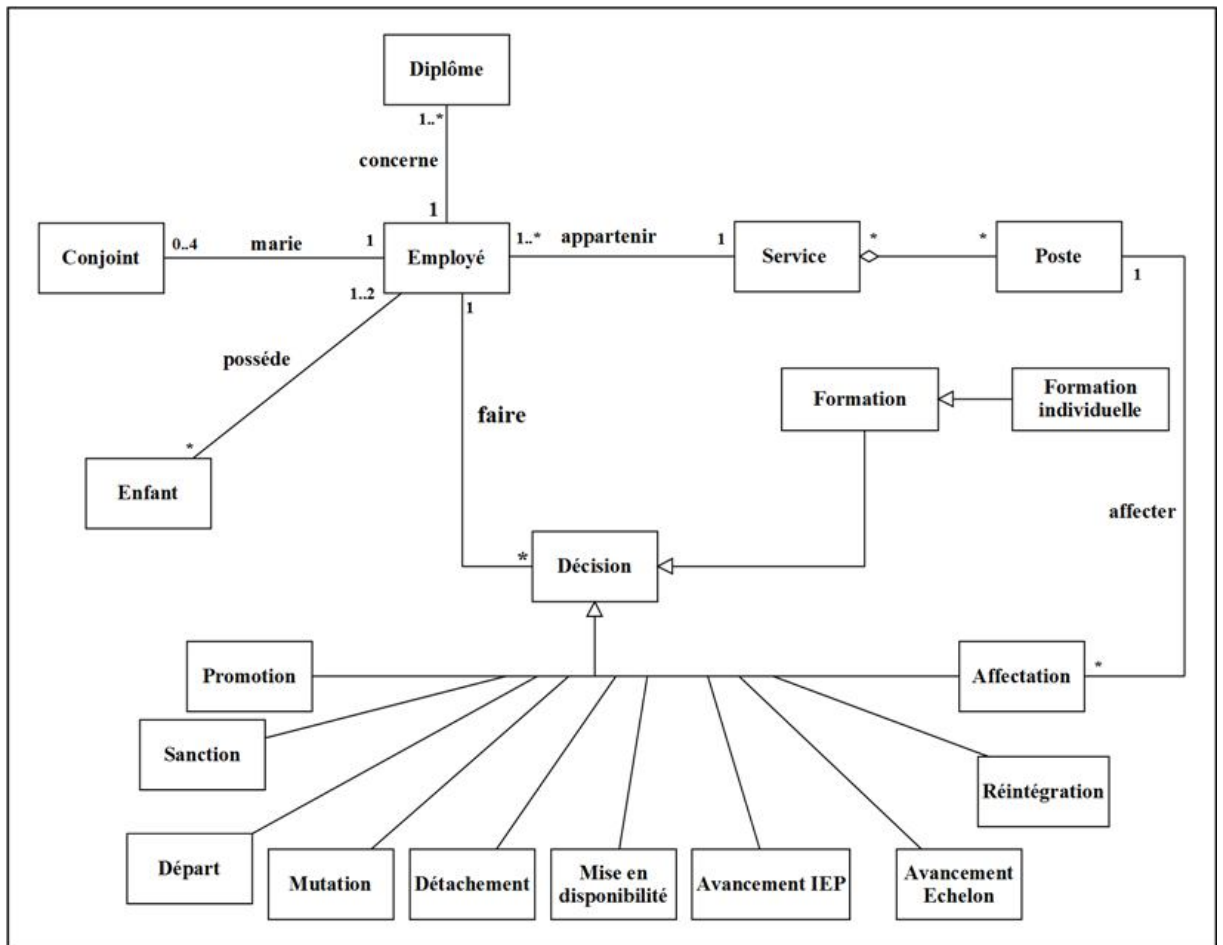 Diplôme
1..*
concerne
1
Conjoint
0..4
marie
1
Employé
1..*
appartenir
1
Service
*
*
Poste
1
1..2
1
posséde
faire
Formation
Formation
individuelle
*
Enfant
affecter
*
Décision
Promotion
Affectation
*
Sanction
Réintégration
Départ
Mutation
Détachement
Mise en
disponibilité
Avancement IEP
Avancement
Echelon